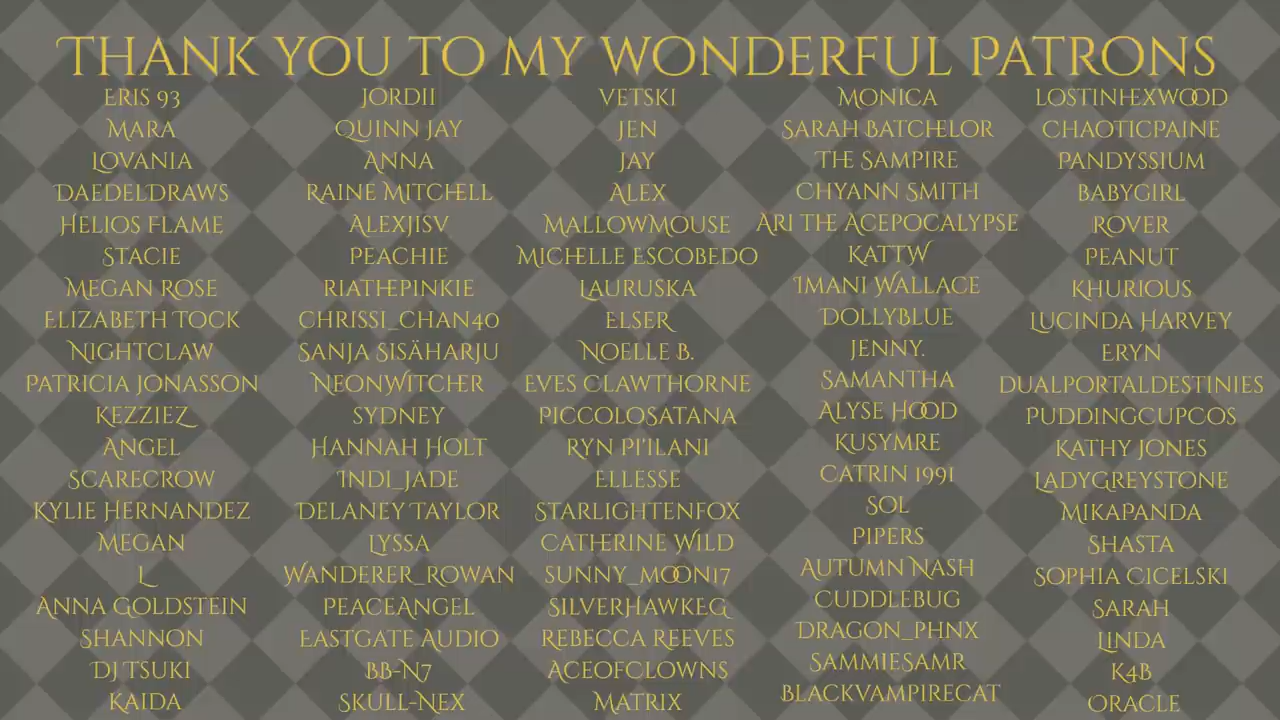 Thank you to my wonderful Patrons
Eris 93
Mara
Lovania
DaedelDraws
Helios Flame
Stacie
Megan Rose
Elizabeth Tock
Nightclaw
Patricia Jonasson
Kezziez
Angel
Scarecrow
Kylie Hernandez
Megan
L
Anna Goldstein
Shannon
DJ Tsuki
Kaida
Jordii
Quinn Jay
Anna
Raine Mitchell
Alexjisv
Peachie
riathepinkie
chrissi_chan40
Sanja Sisäharju
NeonWitcher
Sydney
Hannah Holt
Indi_Jade
Delaney Taylor
Lyssa
Wanderer_Rowan
PeaceAngel
Eastgate Audio
BB-N7
Skull-Nex
Vetski
Jen
Jay
Alex
MallowMouse
Michelle Escobedo
Lauruska
Elser
Noelle B.
Eves Clawthorne
PiccoloSatana
Ryn Pi'ilani
Ellesse
Starlightenfox
Catherine Wild
sunny_moon17
SilverHawkeg
Rebecca Reeves
AceofClowns
Matrix
Monica
Sarah Batchelor
The Sampire
Chyann Smith
Ari the Acepocalypse
KattW
Imani Wallace
DollyBlue
Jenny.
Samantha
Alyse Hood
Kusymre
Catrin 1991
Sol
Pipers
Autumn Nash
Cuddlebug
Dragon_phnx
SammieSamR
BlackVampireCat
LostInHexwood
ChaoticPaine
Pandyssium
Babygirl
Rover
Peanut
Khurious
Lucinda Harvey
Eryn
dualportaldestinies
PuddingCupCos
Kathy Jones
LadyGreystone
Mikapanda
Shasta
Sophia Cicelski
Sarah
Linda
K4B
Oracle